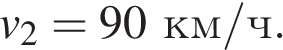 v₂ = 90 км/ч.